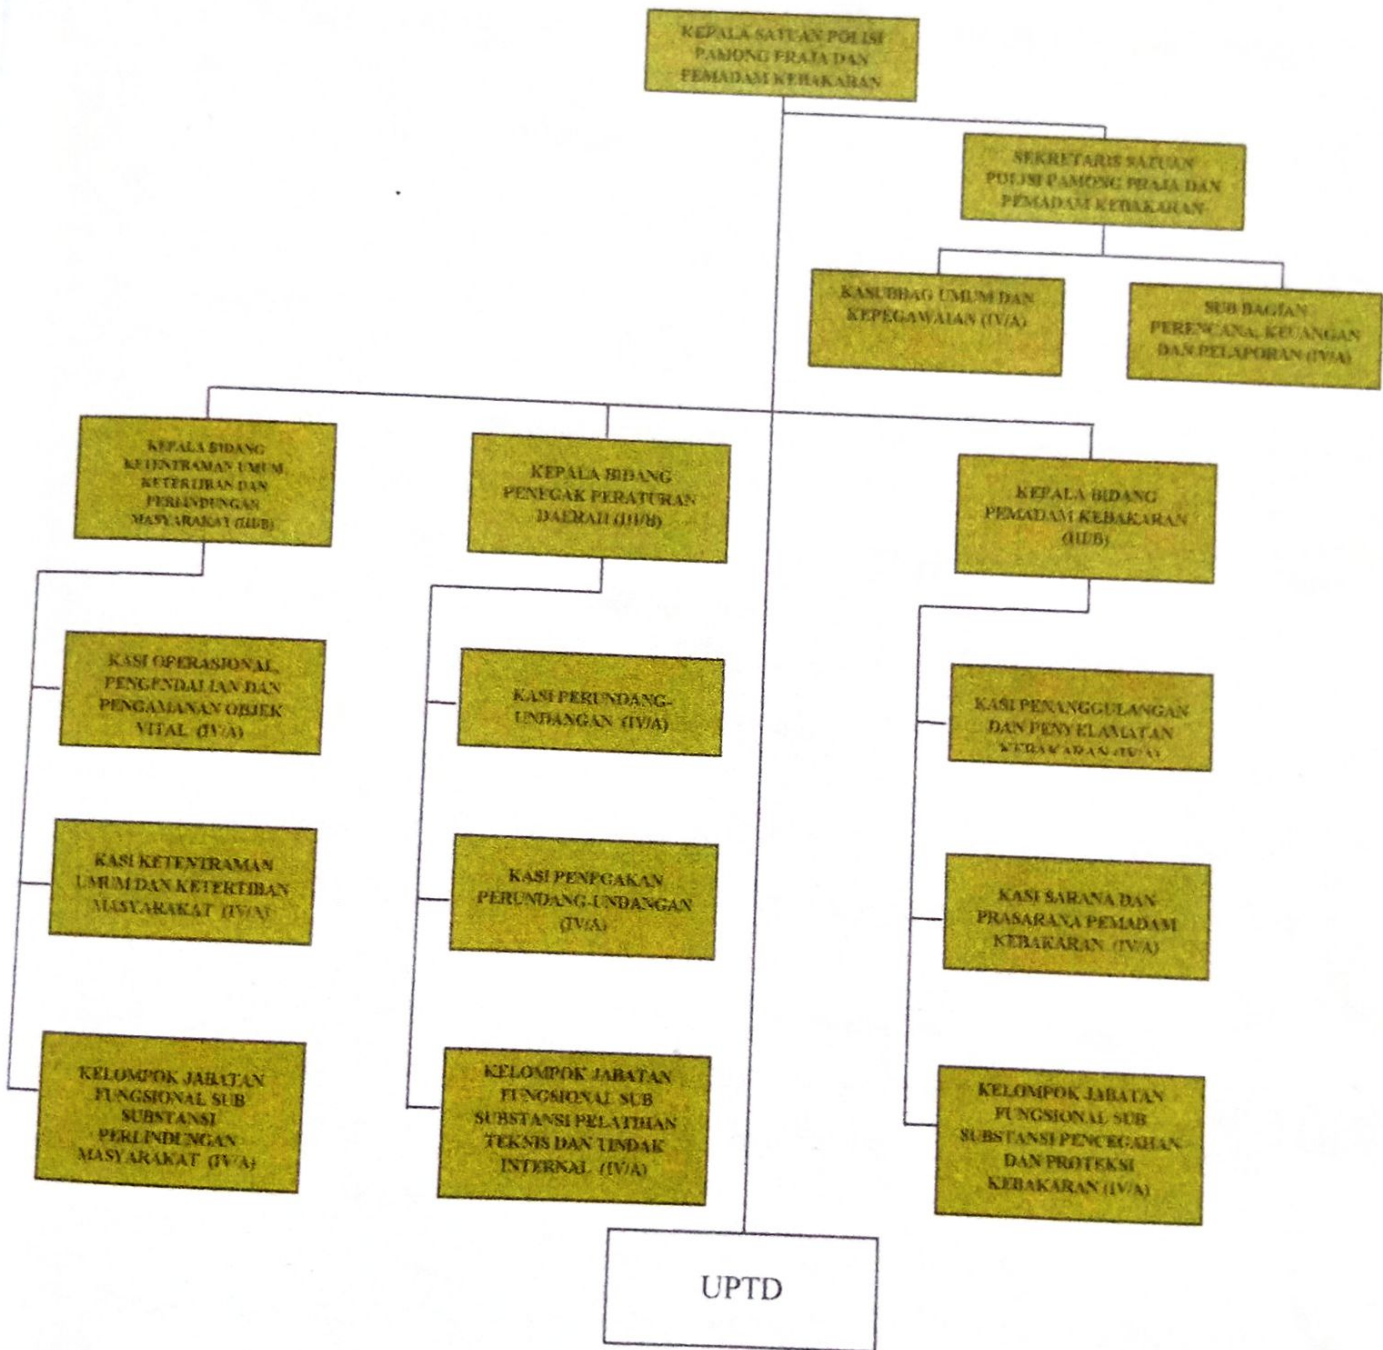 KEPALA SATUAN POLISI
PAMONG PRAJA DAN
PEMADAM KEBAKARAN
SEKRETARIS SATUAN
POLISI PAMONG PRAJA DAN
PEMADAM KEBAKARAN
KASUBBAG UMUM DAN
KEPEGAWAIAN (IV/A)
SUB BAGIAN
PERENCANA, KEUANGAN
DAN PELAPORAN (IV/A)
KEPALA BIDANG
KETENTRAMAN UMUM
KETERTIBAN DAN
PERLINDUNGAN
MASYARAKAT (III/B)
KEPALA BIDANG
PENEGAK PERATURAN
DAERAH (III/B)
KEPALA BIDANG
PEMADAM KEBAKARAN
(III/B)
KASI OPERASIONAL,
PENGENDALIAN DAN
PENGAMANAN OBJEK
VITAL (IV/A)
KASI PERUNDANG-
UNDANGAN (IV/A)
KASI PENANGGULANGAN
DAN PENYELAMATAN
KEBAKARAN (IV/A)
KASI KETENTRAMAN
UMUM DAN KETERTIBAN
MASYARAKAT (IV/A)
KASI PENEGAKAN
PERUNDANG-UNDANGAN
(IV/A)
KASI SARANA DAN
PRASARANA PEMADAM
KEBAKARAN (IV/A)
KELOMPOK JABATAN
FUNGSIONAL SUB
SUBSTANSI
PERLINDUNGAN
MASYARAKAT (IV/A)
KELOMPOK JABATAN
FUNGSIONAL SUB
SUBSTANSI PELATIHAN
TEKNIS DAN TINDAK
INTERNAL (IV/A)
KELOMPOK JABATAN
FUNGSIONAL SUB
SUBSTANSI PENCEGAHAN
DAN PROTEKSI
KEBAKARAN (IV/A)
UPTD